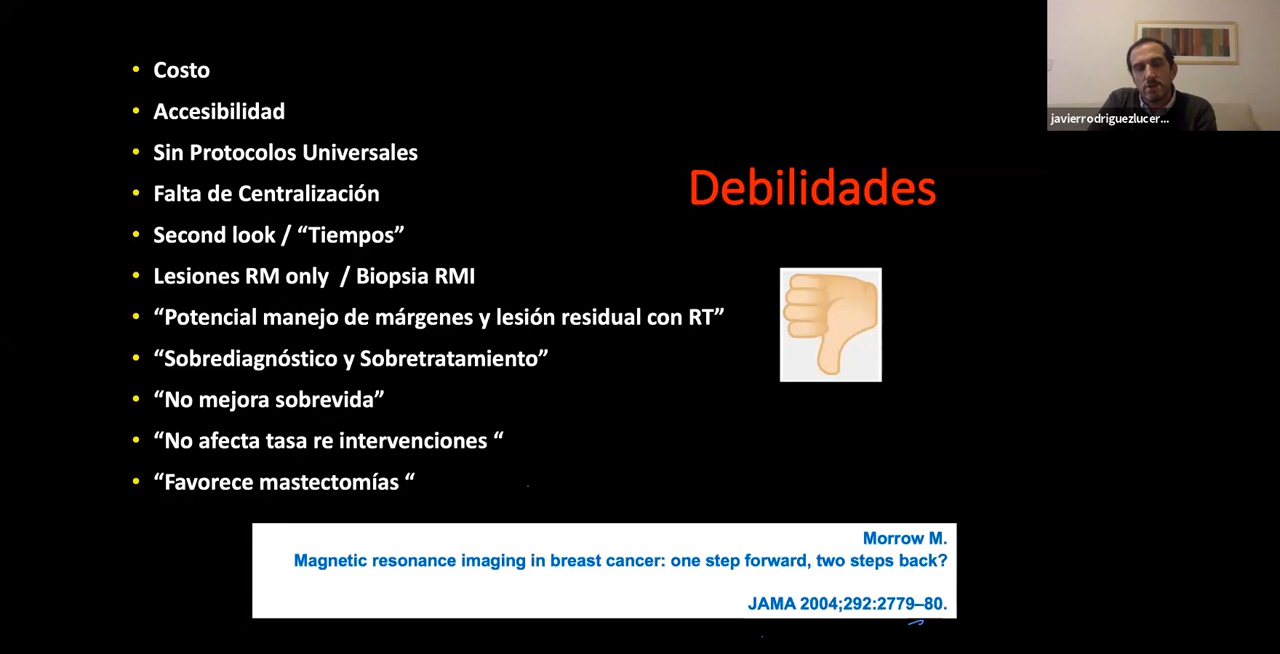 • Costo
• Accesibilidad
• Sin Protocolos Universales
• Falta de Centralización
• Second look / “Tiempos”
• Lesiones RM only / Biopsia RMI
• “Potencial manejo de márgenes y lesión residual con RT”
• “Sobrediagnóstico y Sobretratamiento”
• “No mejora sobrevida”
• “No afecta tasa re intervenciones “
• “Favorece mastectomías “
Debilidades
javierrodriguezlucer...
Morrow M.
Magnetic resonance imaging in breast cancer: one step forward, two steps back?
JAMA 2004;292:2779–80.